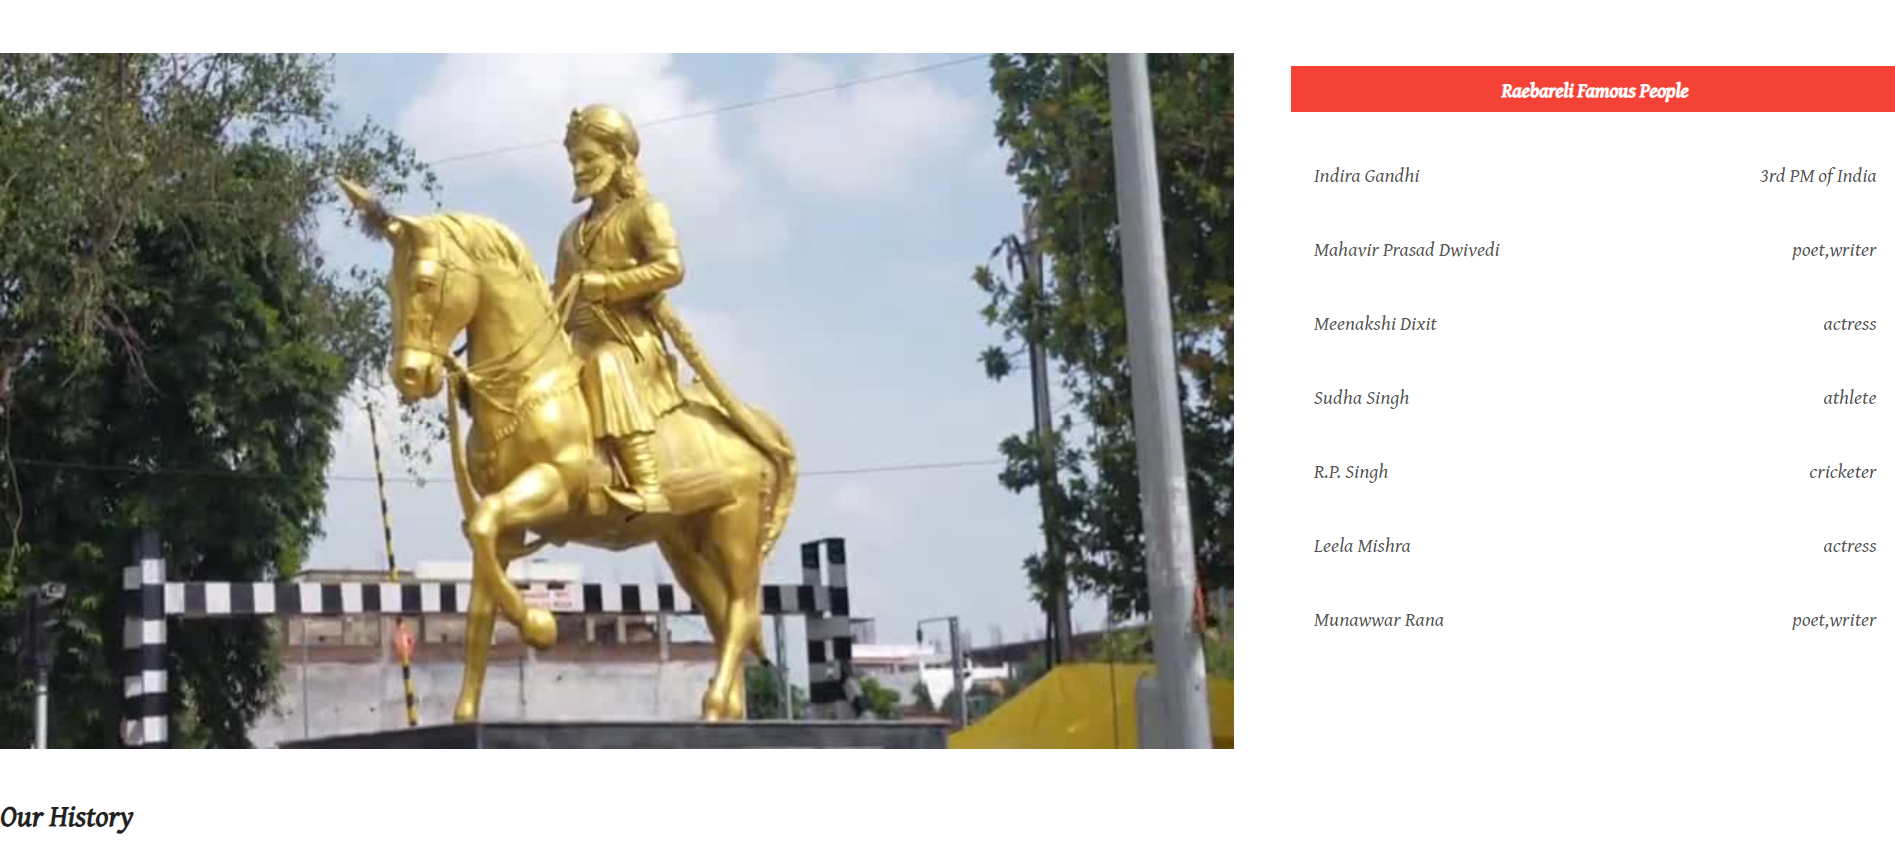 Raebareli Famous People
Indira Gandhi 3rd PM of India
Mahavir Prasad Dwivedi poet,writer
Meenakshi Dixit actress
Sudha Singh athlete
R.P. Singh cricketer
Leela Mishra actress
Munawwar Rana poet,writer
Our History